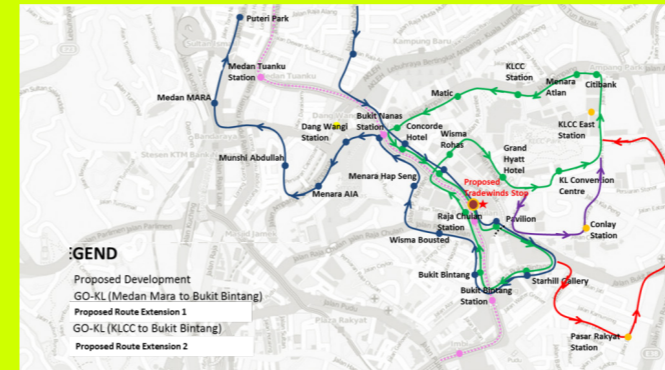 Puteri Park
Medan Tuanku
Station
Medan MARA
Dang Wangi
Station
Bukit Nanas
Station
Concorde
Hotel
Matic
KLCC
Station
Menara
Atlan
Citibank
KLCC East
Station
Wisma
Rohas
Grand
Hyatt
Hotel
KL Convention
Centre
Munshi Abdullah
Menara AIA
Menara Hap Seng
Proposed
Tradewinds Stop
Raja Chulan
Station
Pavilion
Conlay
Station
Wisma Bousted
Bukit Bintang
Starhill Gallery
Bukit Bintang
Station
Pasar Rakyat
Station
EGEND
Proposed Development
GO-KL (Medan Mara to Bukit Bintang)
Proposed Route Extension 1
GO-KL (KLCC to Bukit Bintang)
Proposed Route Extension 2